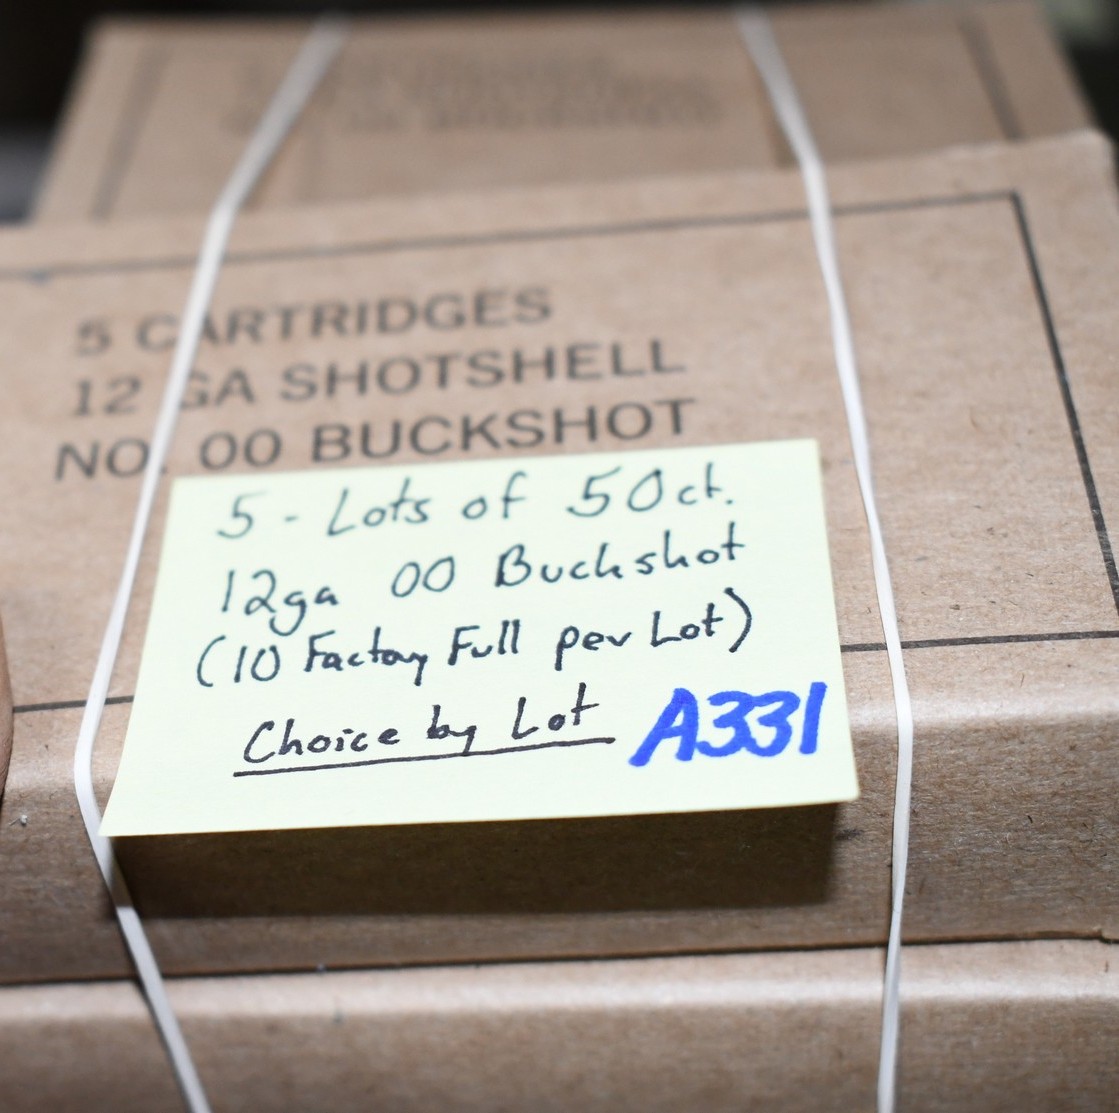 5 CARTRIDGES
12 GA SHOTSHELL
NO. 00 BUCKSHOT
5 - Lots of 50ct.
12ga 00 Buckshot
(10 Factory Full per Lot)
Choice by Lot A331